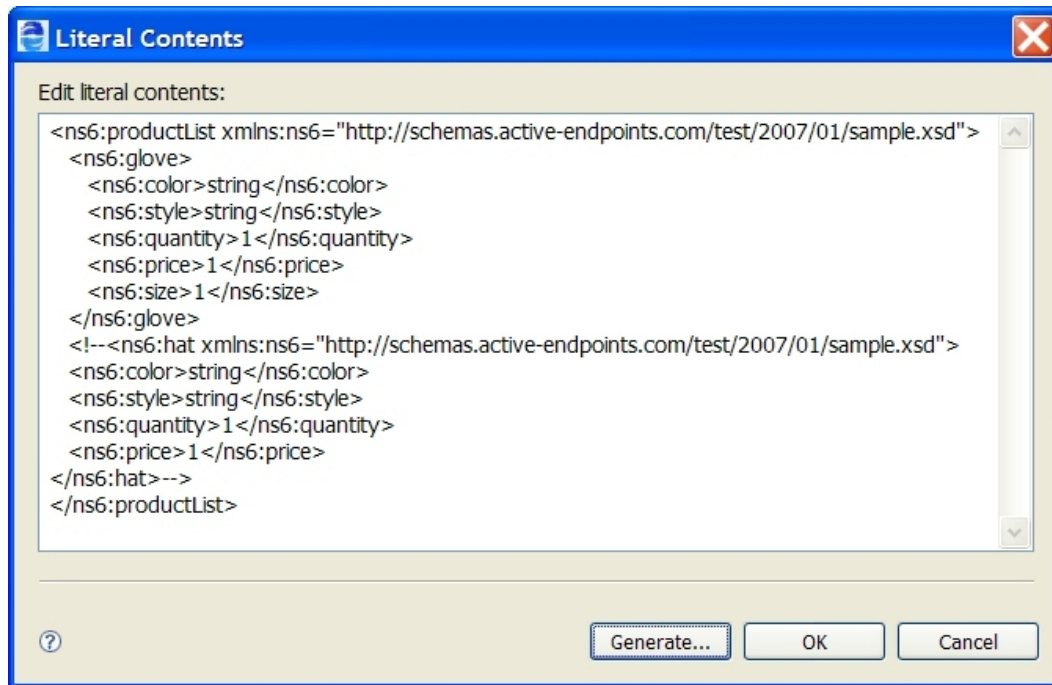 Literal Contents
Edit literal contents:
<ns6:productList xmlns:ns6="http://schemas.active-endpoints.com/test/2007/01/sample.xsd">
<ns6:glove>
<ns6:color>string</ns6:color>
<ns6:style>string</ns6:style>
<ns6:quantity>1</ns6:quantity>
<ns6:price>1</ns6:price>
<ns6:size>1</ns6:size>
</ns6:glove>
<!--<ns6:hat xmlns:ns6="http://schemas.active-endpoints.com/test/2007/01/sample.xsd">
<ns6:color>string</ns6:color>
<ns6:style>string</ns6:style>
<ns6:quantity>1</ns6:quantity>
<ns6:price>1</ns6:price>
</ns6:hat>-->
</ns6:productList>
? Generate... OK Cancel